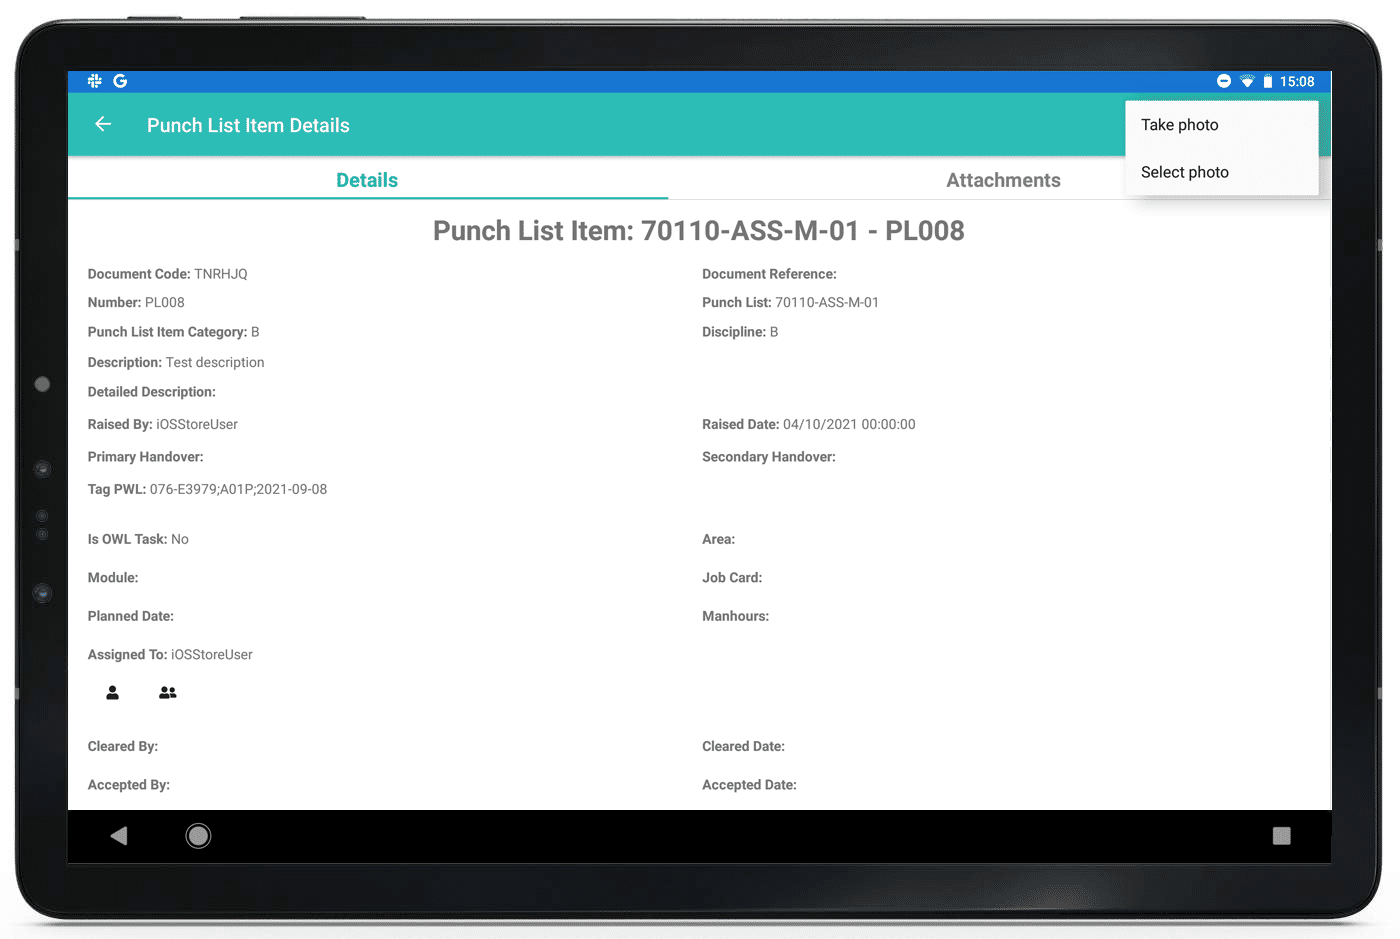 15:08
Punch List Item Details
Take photo
Select photo
Details Attachments
Punch List Item: 70110-ASS-M-01 - PL008
Document Code: TNRHJQ Document Reference:
Number: PL008 Punch List: 70110-ASS-M-01
Punch List Item Category: B Discipline: B
Description: Test description
Detailed Description:
Raised By: iOSStoreUser Raised Date: 04/10/2021 00:00:00
Primary Handover: Secondary Handover:
Tag PWL: 076-E3979;A01P;2021-09-08
Is OWL Task: No Area:
Module: Job Card:
Planned Date: Manhours:
Assigned To: iOSStoreUser
Cleared By: Cleared Date:
Accepted By: Accepted Date: